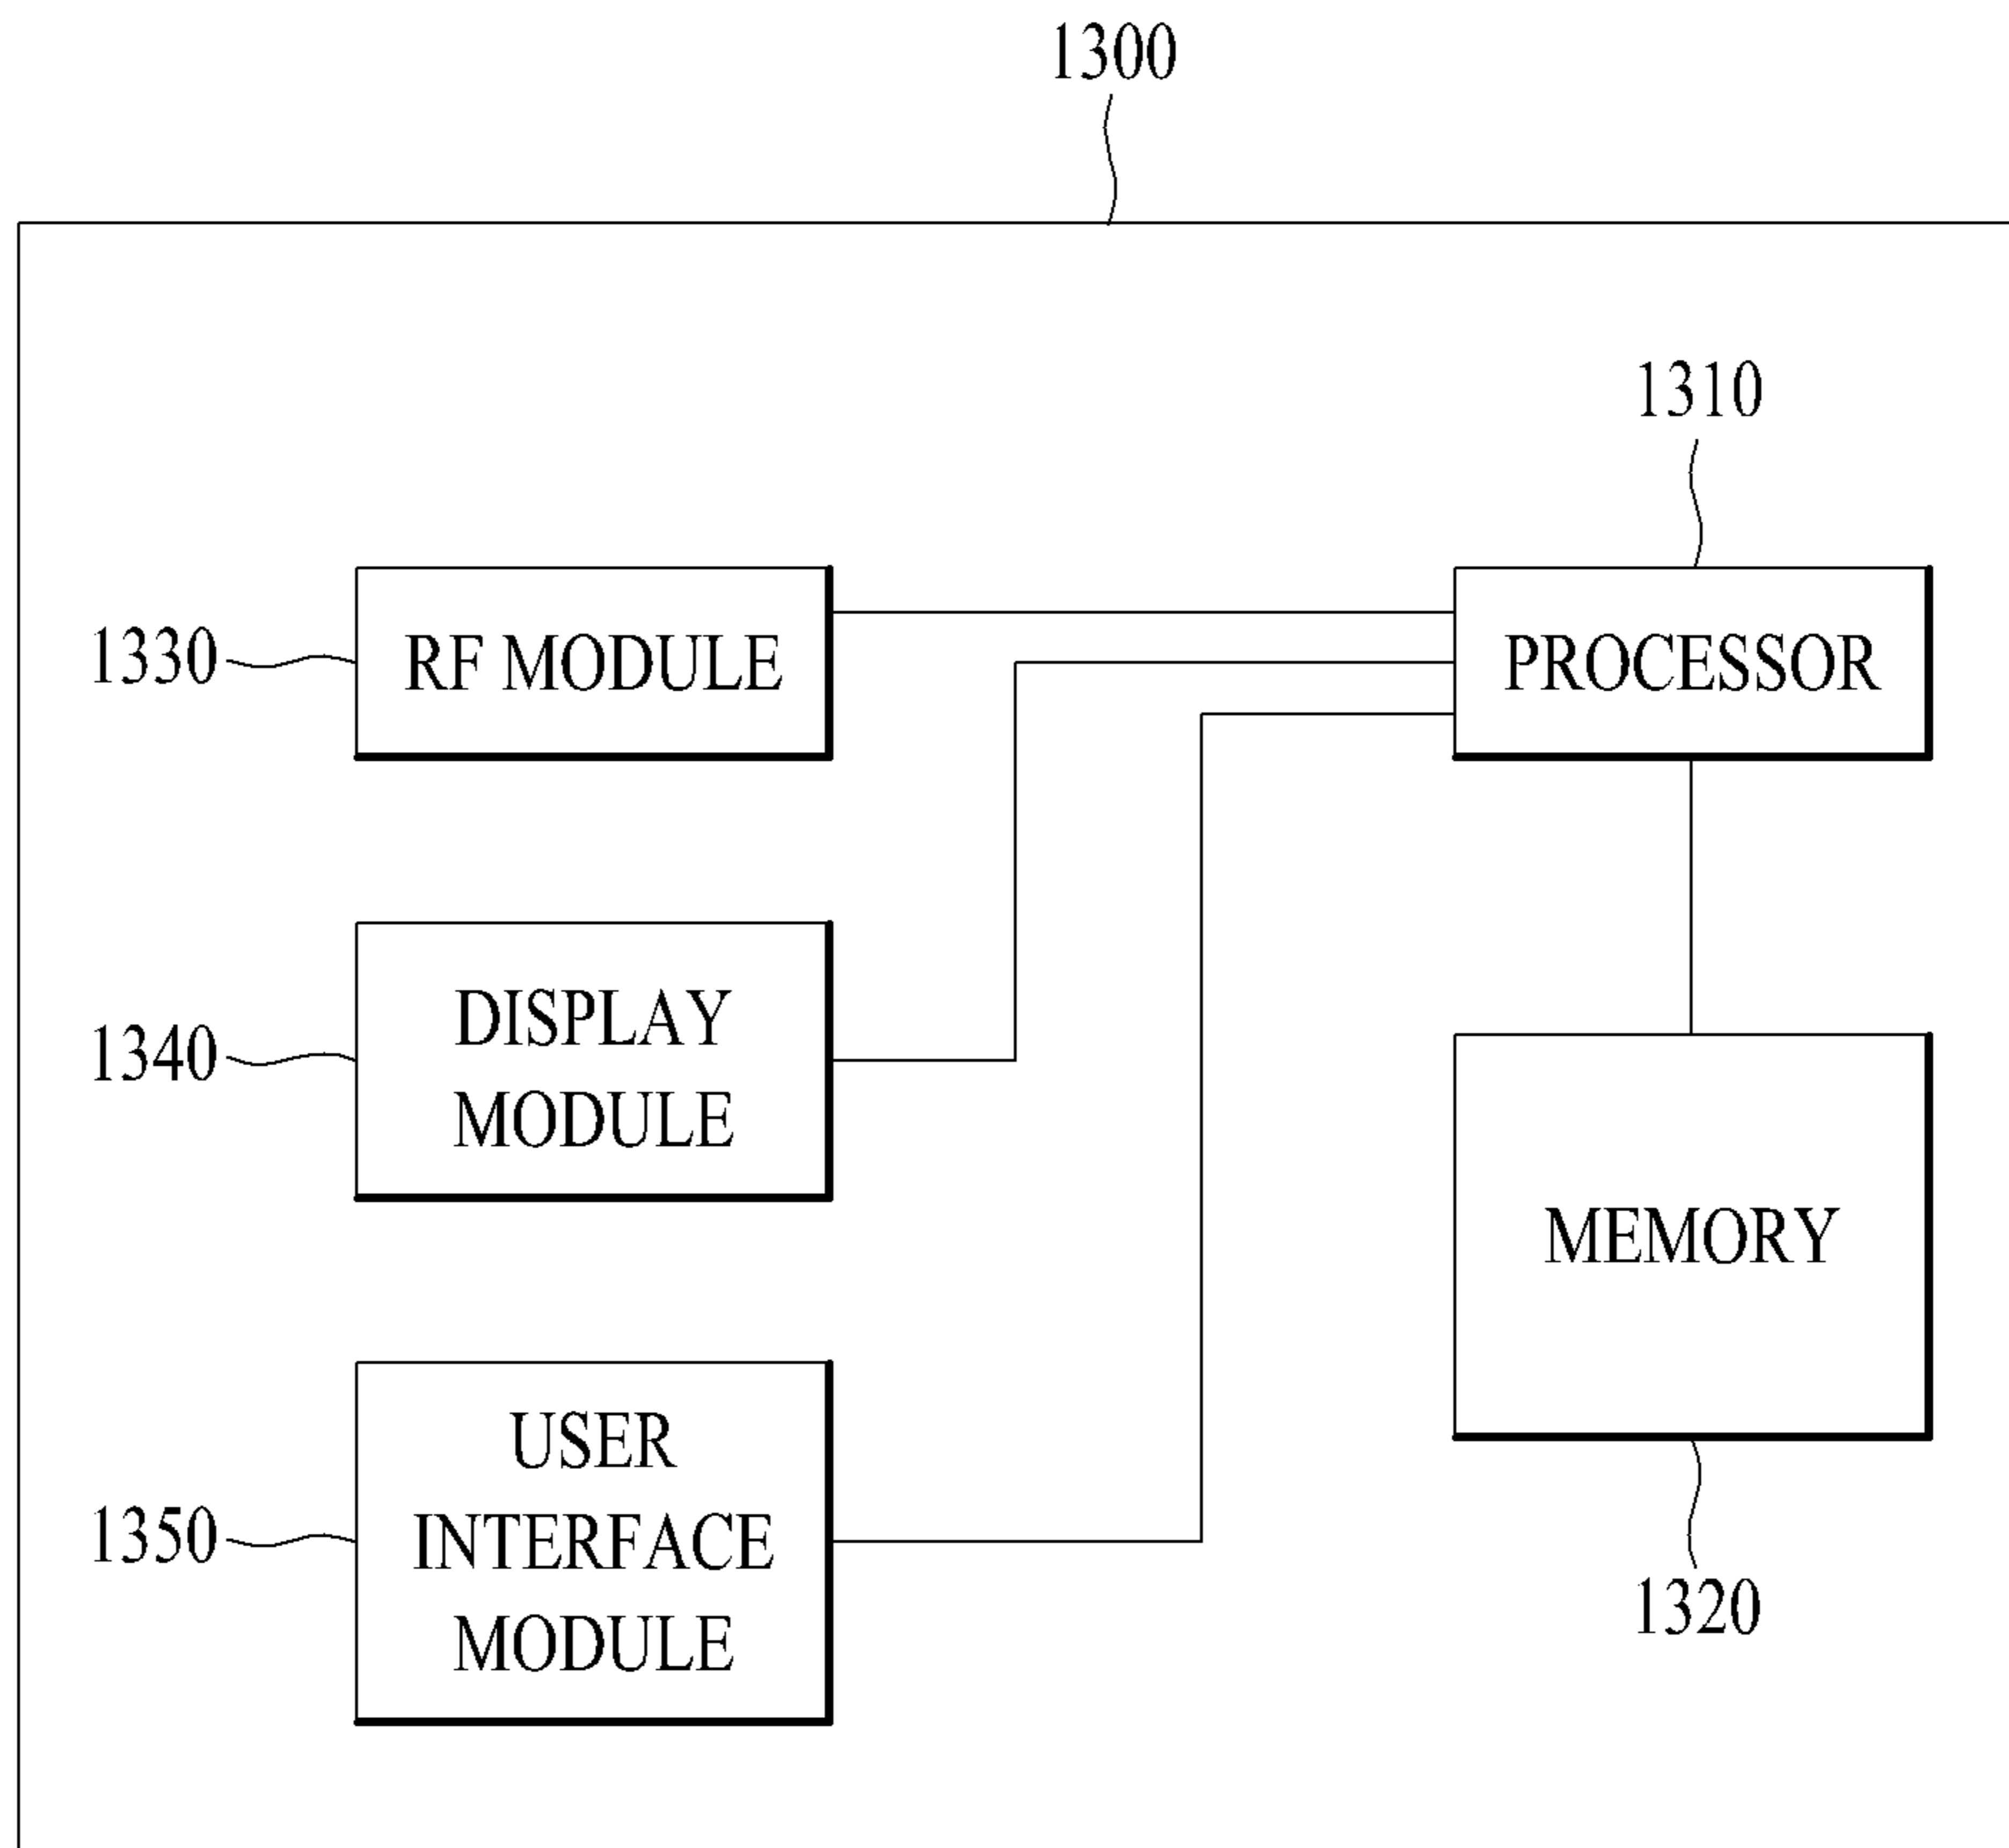 1300
1310
1330
RF MODULE
PROCESSOR
1340
DISPLAY
MODULE
MEMORY
1350
USER
INTERFACE
MODULE
1320